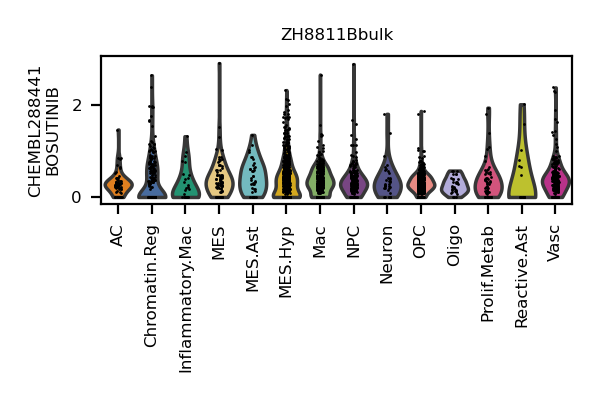 ZH8811Bbulk
CHEMBL288441
BOSUTINIB
2
0
AC
Chromatin.Reg
Inflammatory.Mac
MES
MES.Ast
MES.Hyp
Mac
NPC
Neuron
OPC
Oligo
Prolif.Metab
Reactive.Ast
Vasc